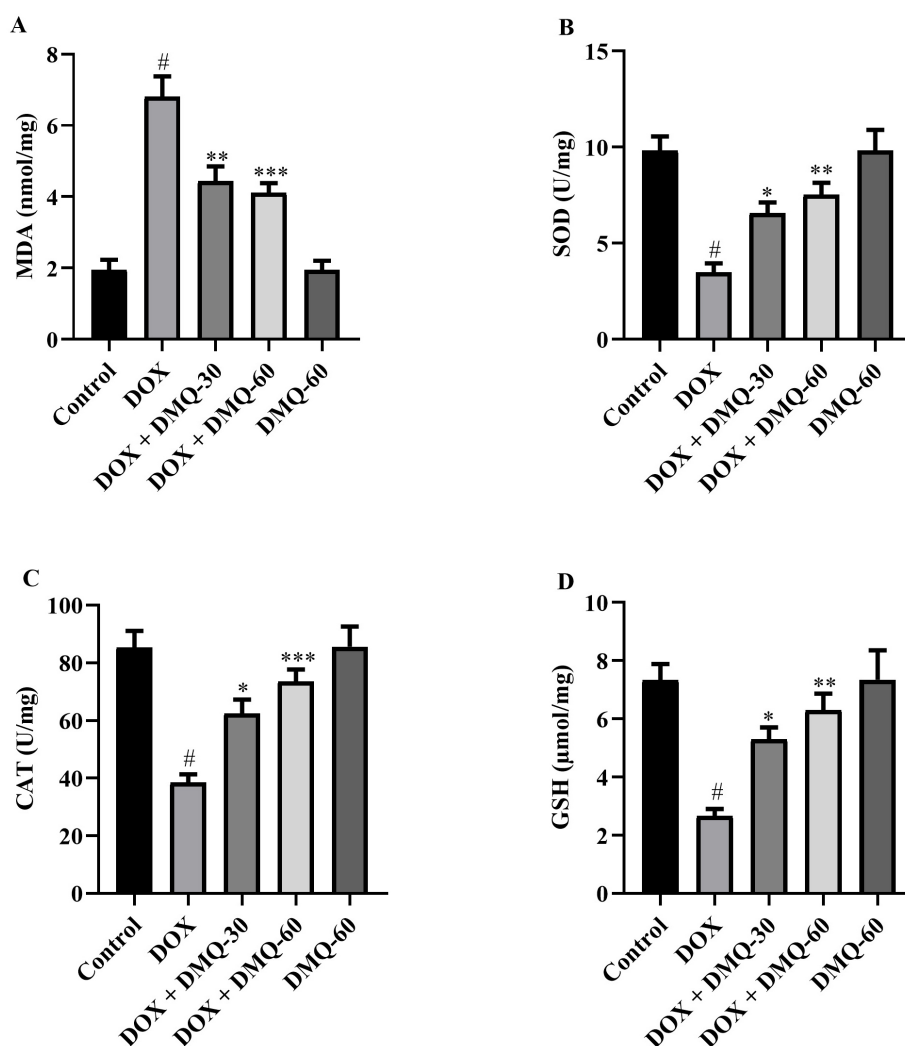 A
MDA (nmol/mg)
8
6
4
2
0
#
**
***
Control
DOX
DOX + DMQ-30
DOX + DMQ-60
DMQ-60
B
SOD (U/mg)
15
10
5
0
#
*
**
Control
DOX
DOX + DMQ-30
DOX + DMQ-60
DMQ-60
C
CAT (U/mg)
100
80
60
40
20
0
#
*
***
Control
DOX
DOX + DMQ-30
DOX + DMQ-60
DMQ-60
D
GSH (μmol/mg)
10
8
6
4
2
0
#
*
**
Control
DOX
DOX + DMQ-30
DOX + DMQ-60
DMQ-60